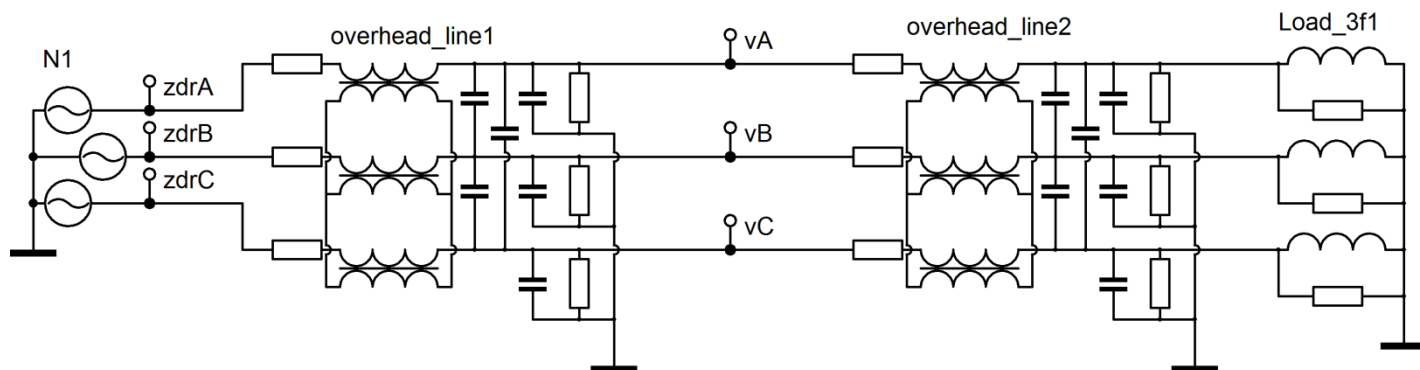 N1
zdrA
zdrB
zdrC
overhead_line1
vA
vB
vC
overhead_line2
Load_3f1